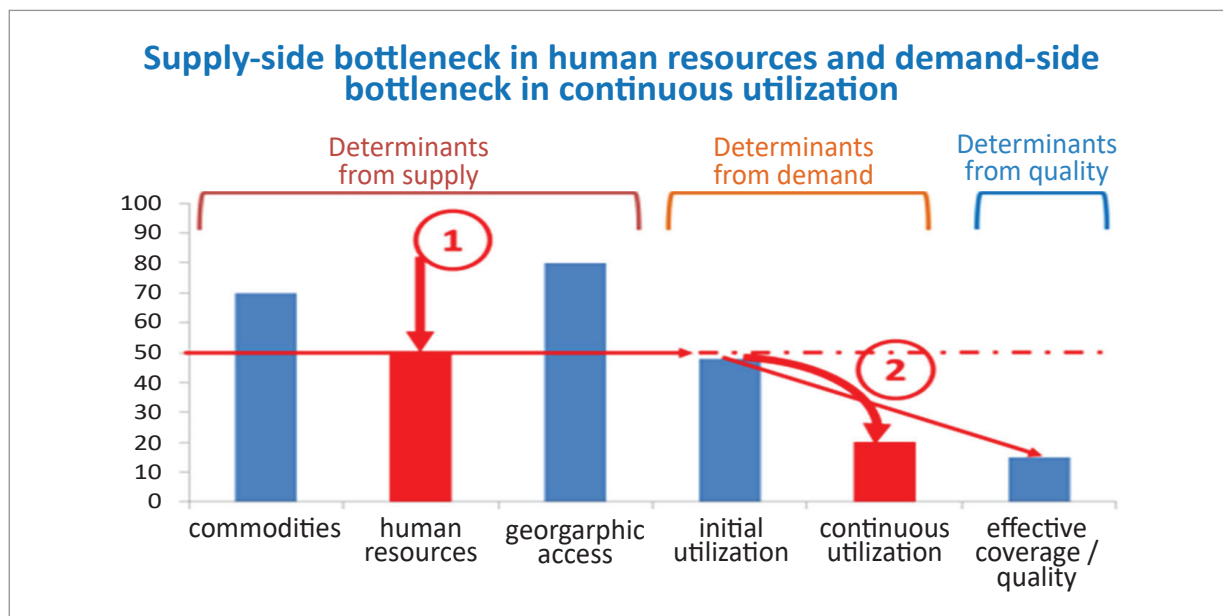 Supply-side bottleneck in human resources and demand-side
bottleneck in continuous utilization
Determinants
from supply
Determinants
from demand
Determinants
from quality
100
90
80
70
60
50
40
30
20
10
0
1
2
commodities
human
resources
georgarphic
access
initial
utilization
continuous
utilization
effective
coverage /
quality